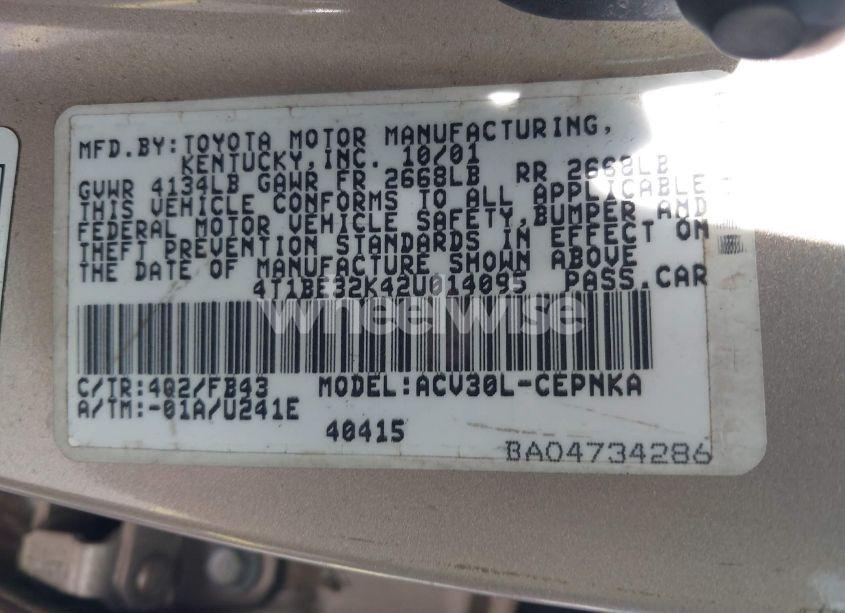 MFD.BY:TOYOTA MOTOR MANUFACTURING,
KENTUCKY,INC. 10/01
GVWR 4134LB GAWR FR 2668LB RR 2668LB
THIS VEHICLE CONFORMS TO ALL APPLICABLE
FEDERAL MOTOR VEHICLE SAFETY,BUMPER AND
THEFT PREVENTION STANDARDS IN EFFECT ON
THE DATE OF MANUFACTURE SHOWN ABOVE
4T1BE32K42U014095 PASS.CAR
wheelwise
C/TR:4Q2/FB43 MODEL:ACV30L-CEPNKA
A/TM:-01A/U241E
40415
BA04734286